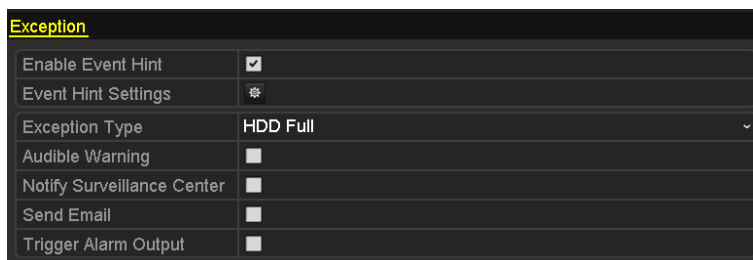 Exception
Enable Event Hint
Event Hint Settings
Exception Type HDD Full
Audible Warning
Notify Surveillance Center
Send Email
Trigger Alarm Output